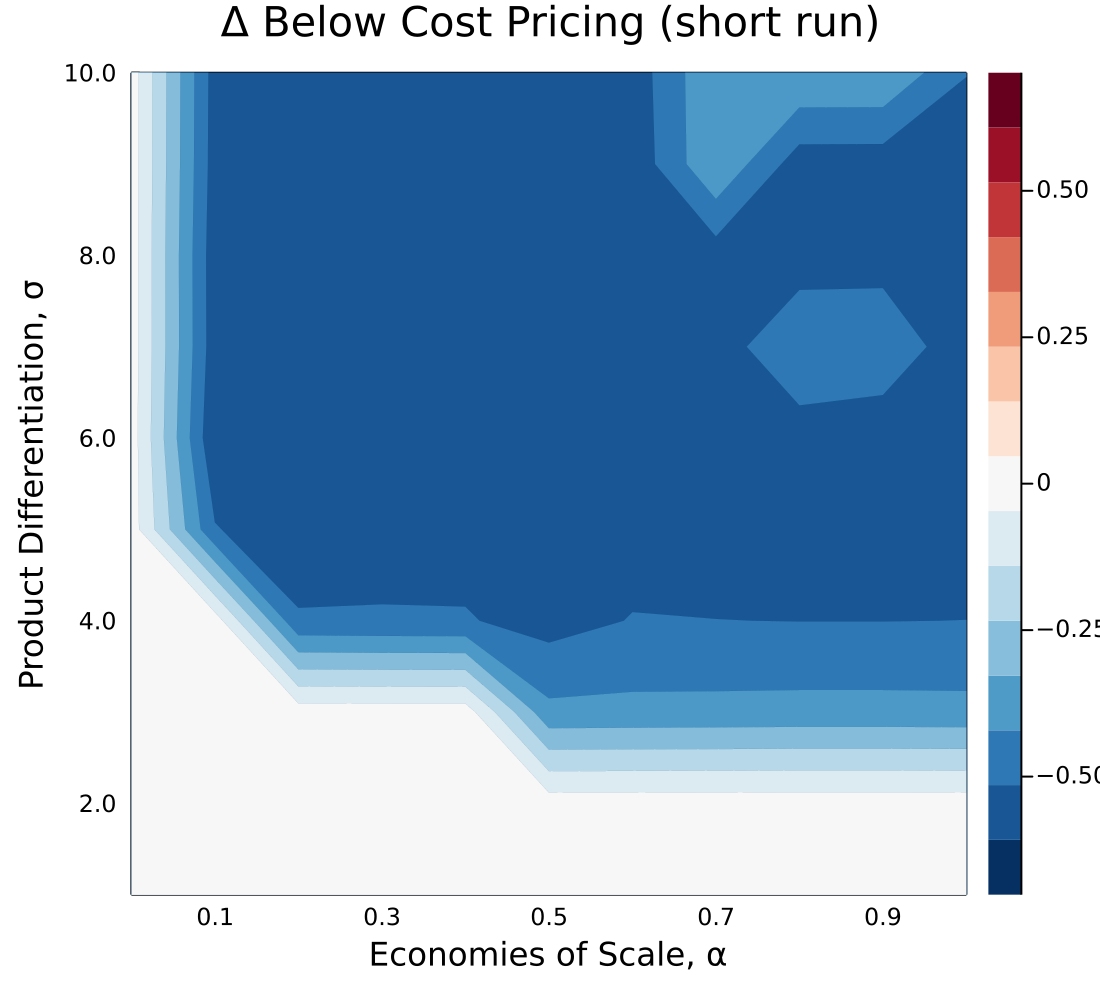 Δ Below Cost Pricing (short run)
10.0
8.0
6.0
4.0
2.0
Product Differentiation, σ
0.1 0.3 0.5 0.7 0.9
Economies of Scale, α
0.50
0.25
0
−0.25
−0.50